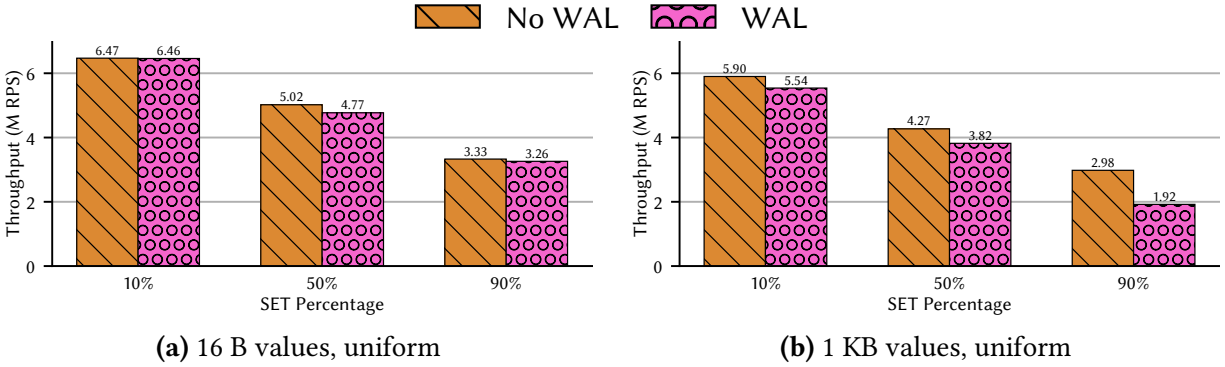 No WAL WAL
6.47 6.46 5.02 4.77 3.33 3.26
Throughput (M RPS)
6
4
2
0
10% 50% 90%
SET Percentage
(a) 16 B values, uniform
5.90 5.54 4.27 3.82 2.98 1.92
Throughput (M RPS)
6
4
2
0
10% 50% 90%
SET Percentage
(b) 1 KB values, uniform